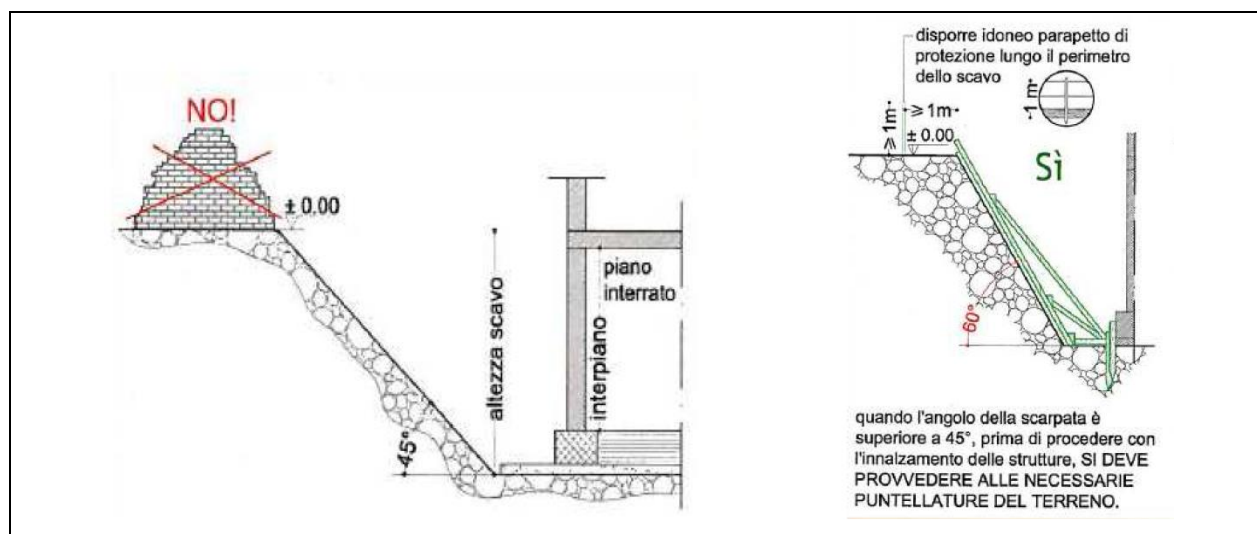 NO!
± 0.00
altezza scavo
45°
piano
interrato
interpiano
disporre idoneo parapetto di
protezione lungo il perimetro
dello scavo
1 m
≥ 1m
≥ 1m
± 0.00
Sì
60°
quando l'angolo della scarpata è
superiore a 45°, prima di procedere con
l'innalzamento delle strutture, SI DEVE
PROVVEDERE ALLE NECESSARIE
PUNTELLATURE DEL TERRENO.